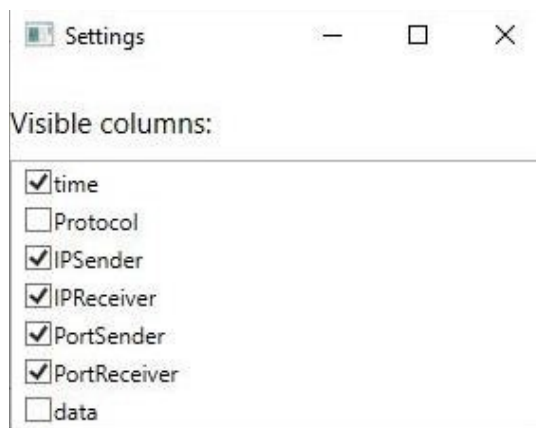 Settings
Visible columns:
time
Protocol
IPSender
IPReceiver
PortSender
PortReceiver
data